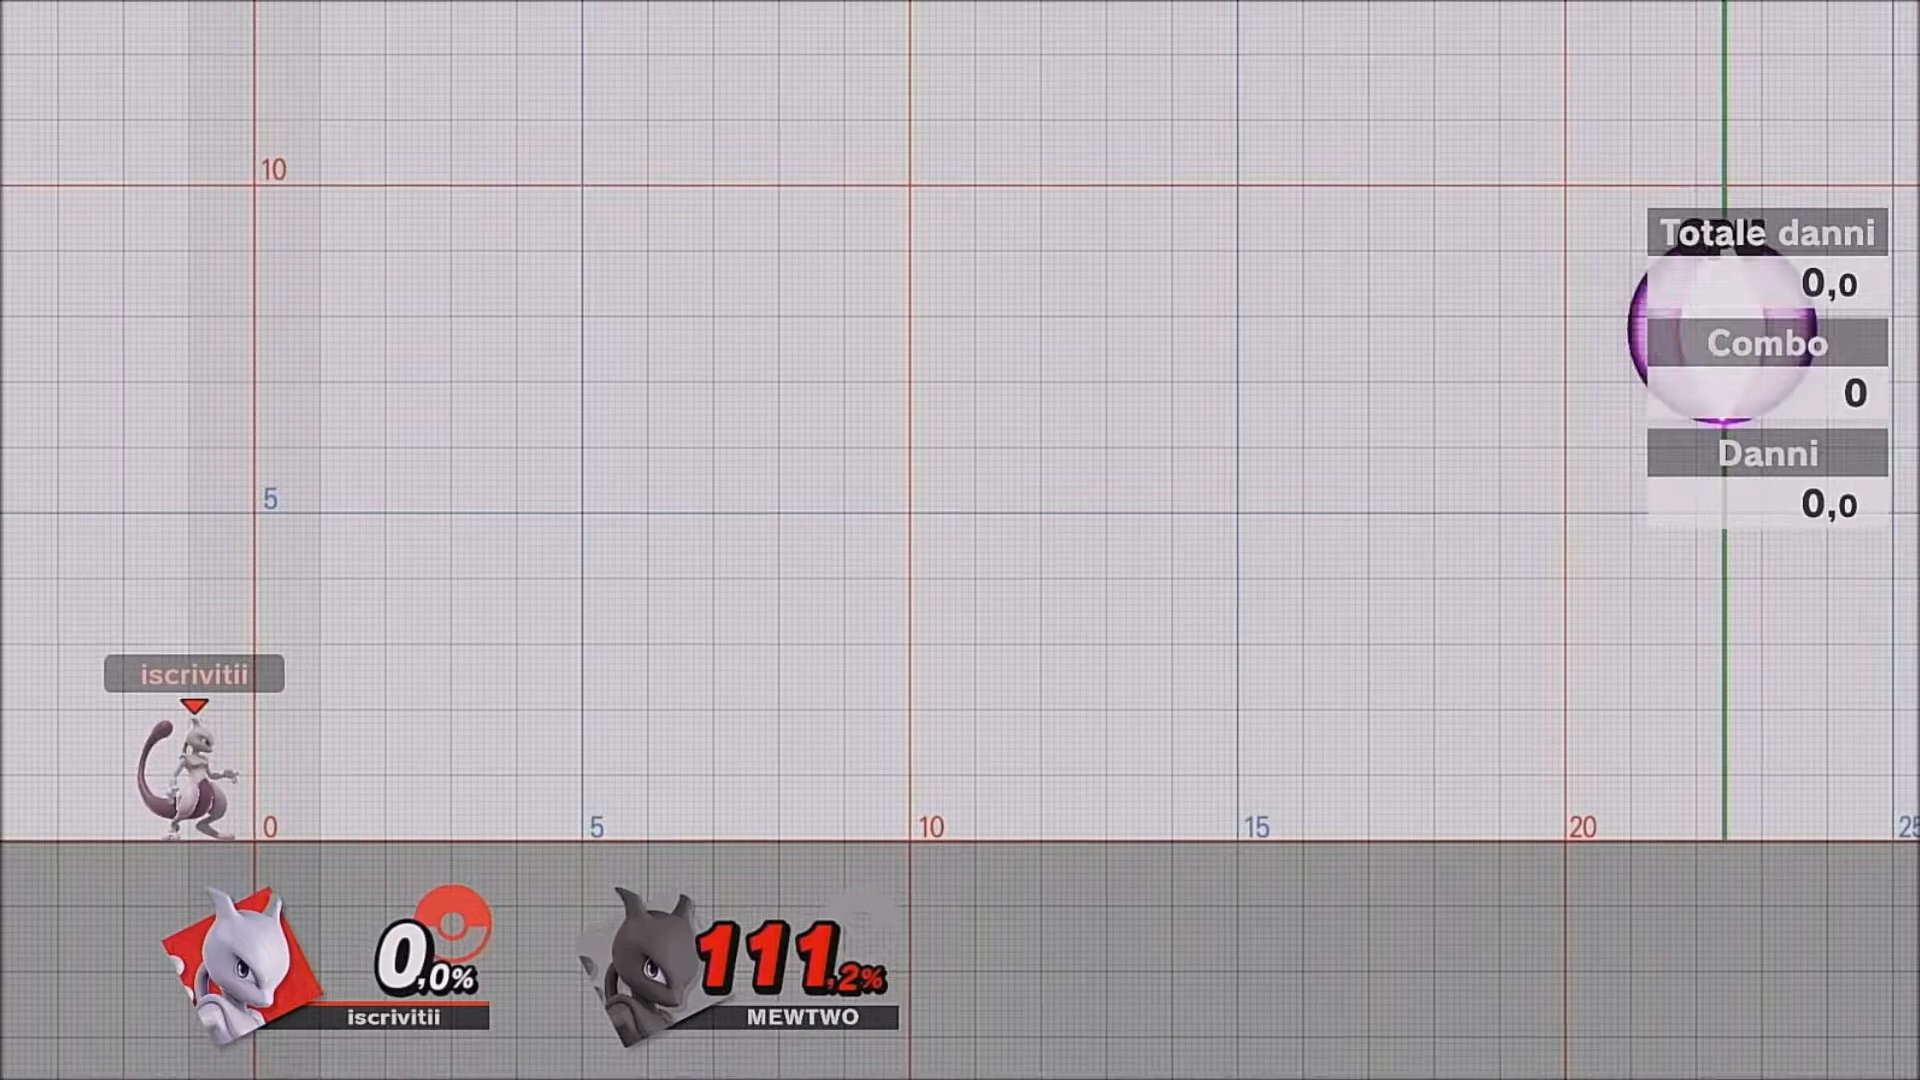 10
Totale danni
0,0
Combo
0
5
Danni
0,0
iscrivitii
0 5 10 15 20 25
0,0% 111,2%
iscrivitii MEWTWO